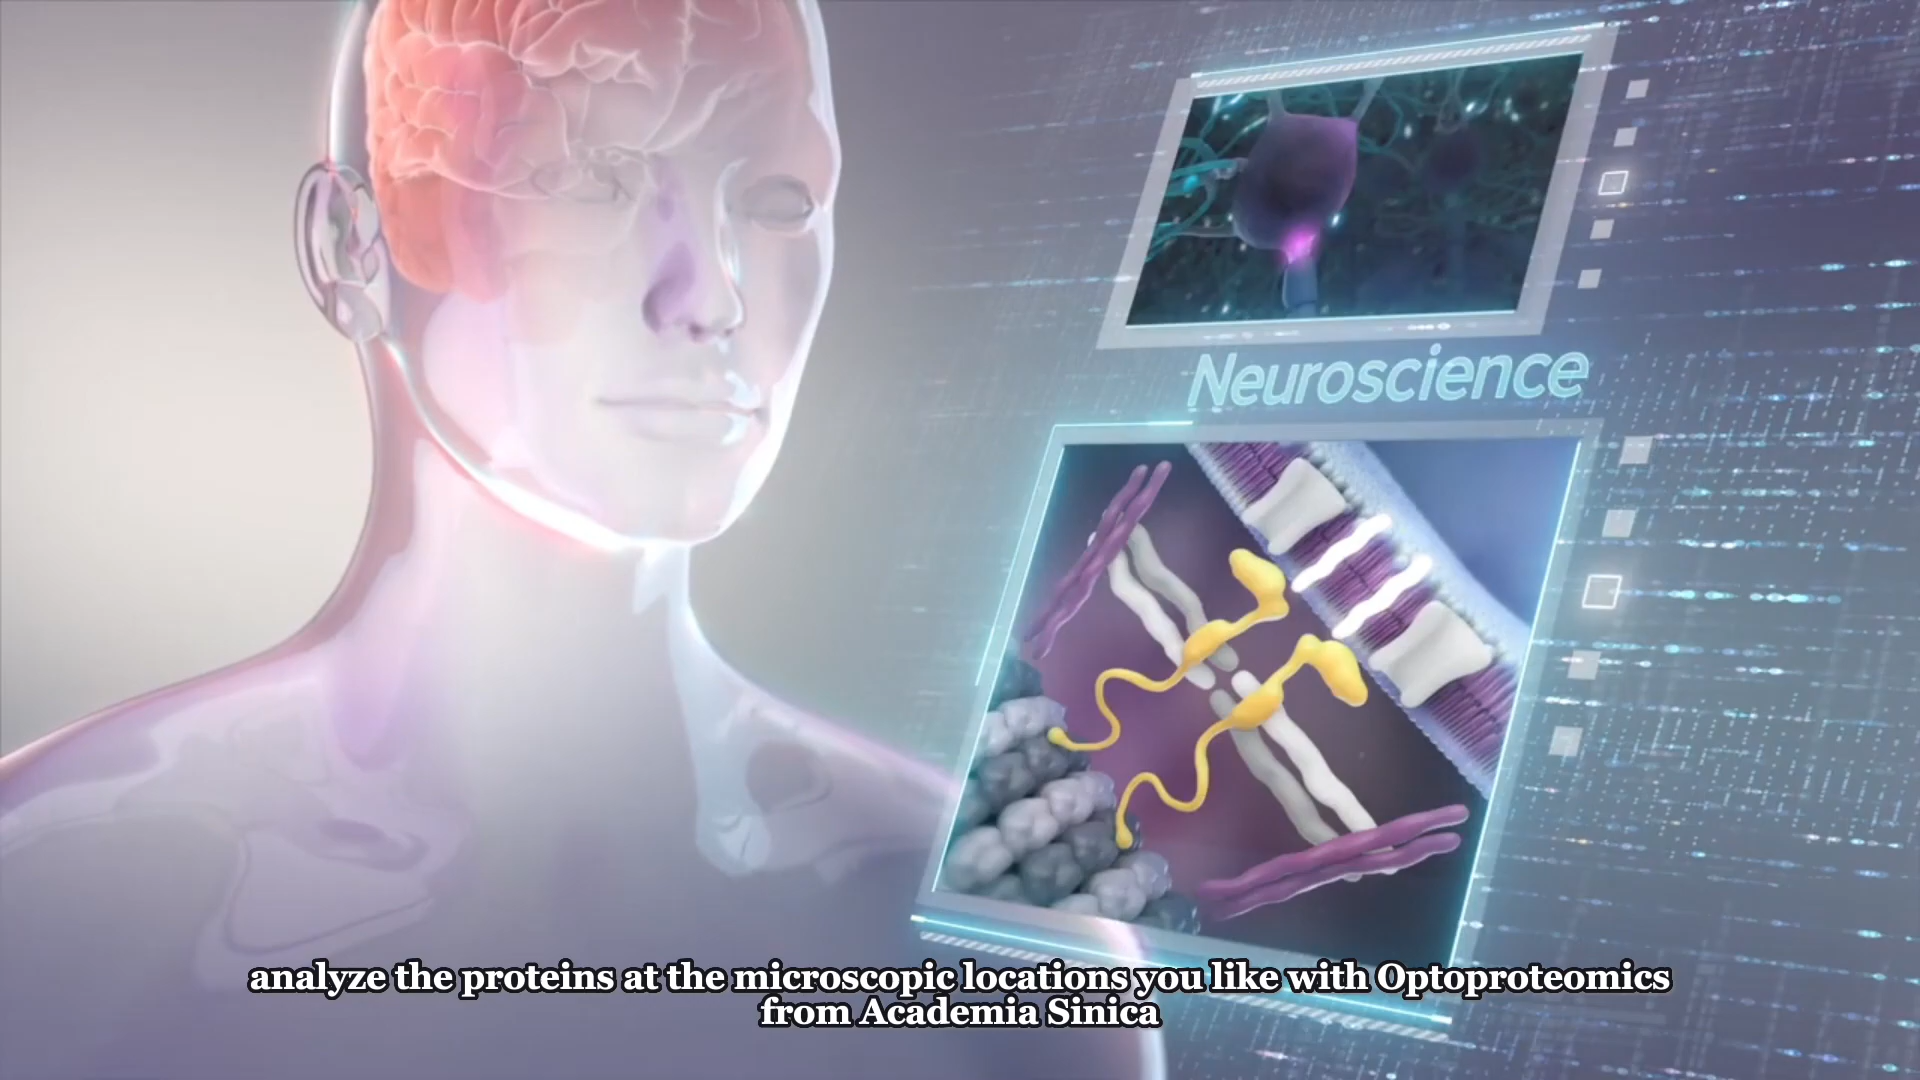 Neuroscience
analyze the proteins at the microscopic locations you like with Optoproteomics
from Academia Sinica